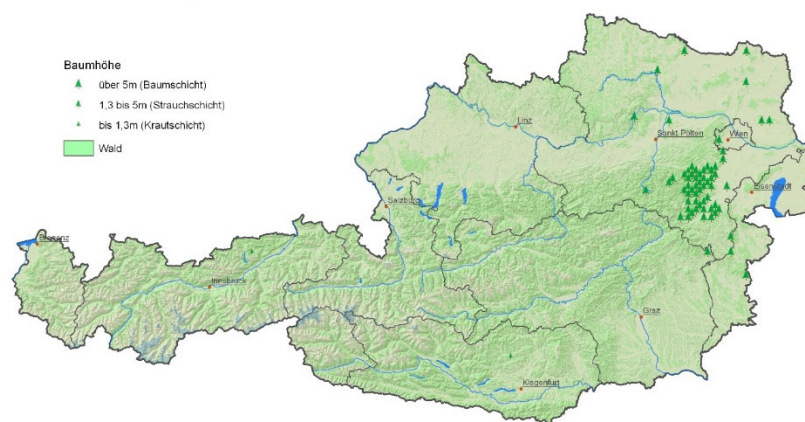 Baumhöhe
über 5m (Baumschicht)
1,3 bis 5m (Strauchschicht)
bis 1,3m (Krautschicht)
Wald
Linz
Sankt Pölten
Wien
Eisenstadt
Salzburg
Bregenz
Innsbruck
Graz
Klagenfurt